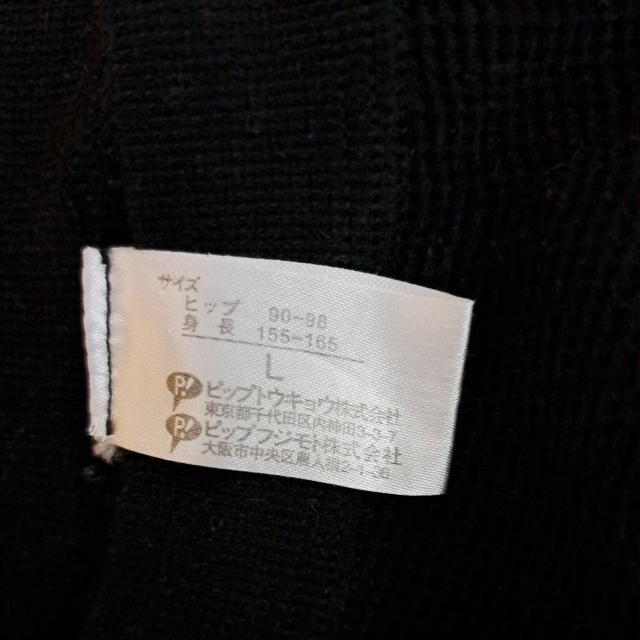 サイズ
ヒップ 90-98
身長 155-165
L
P! ピップトウキョウ株式会社
東京都千代田区内神田3-3-7
P! ピップフジモト株式会社
大阪市中央区農人橋2-1-36